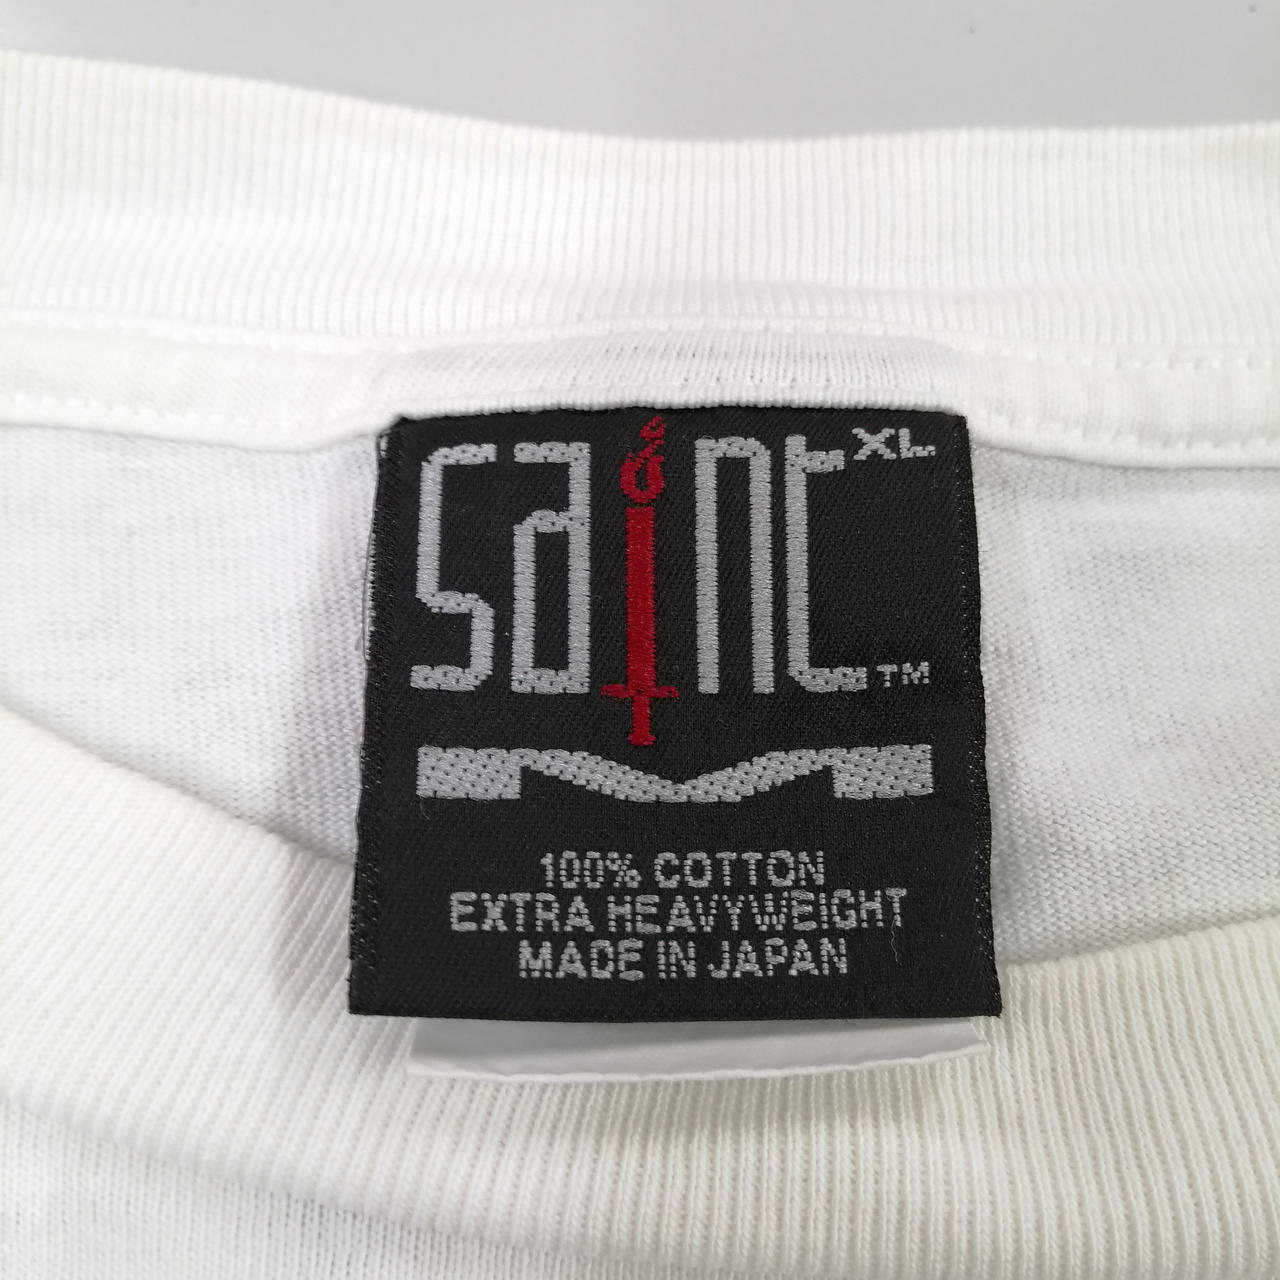 SaINt XL
TM
100% COTTON
EXTRA HEAVYWEIGHT
MADE IN JAPAN